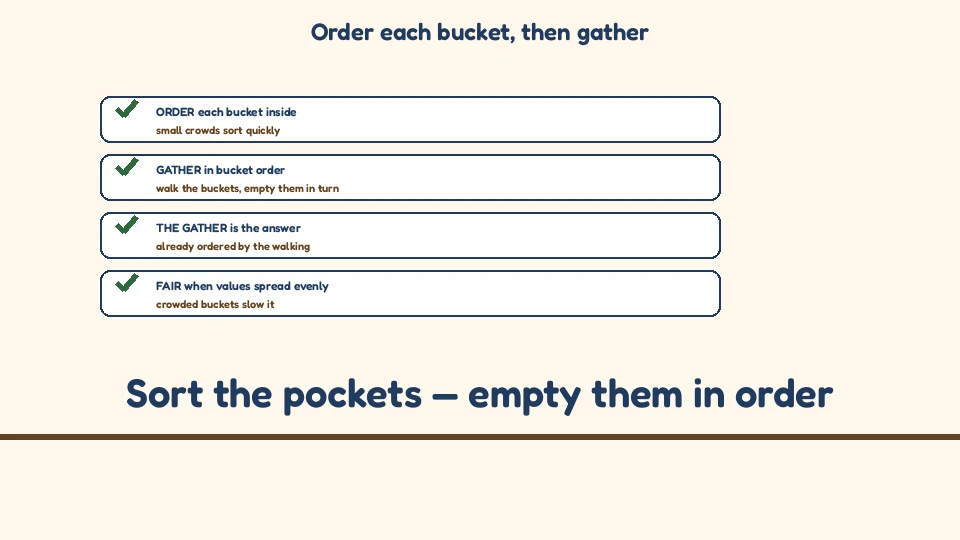 Order each bucket, then gather
ORDER each bucket inside
small crowds sort quickly
GATHER in bucket order
walk the buckets, empty them in turn
THE GATHER is the answer
already ordered by the walking
FAIR when values spread evenly
crowded buckets slow it
Sort the pockets — empty them in order